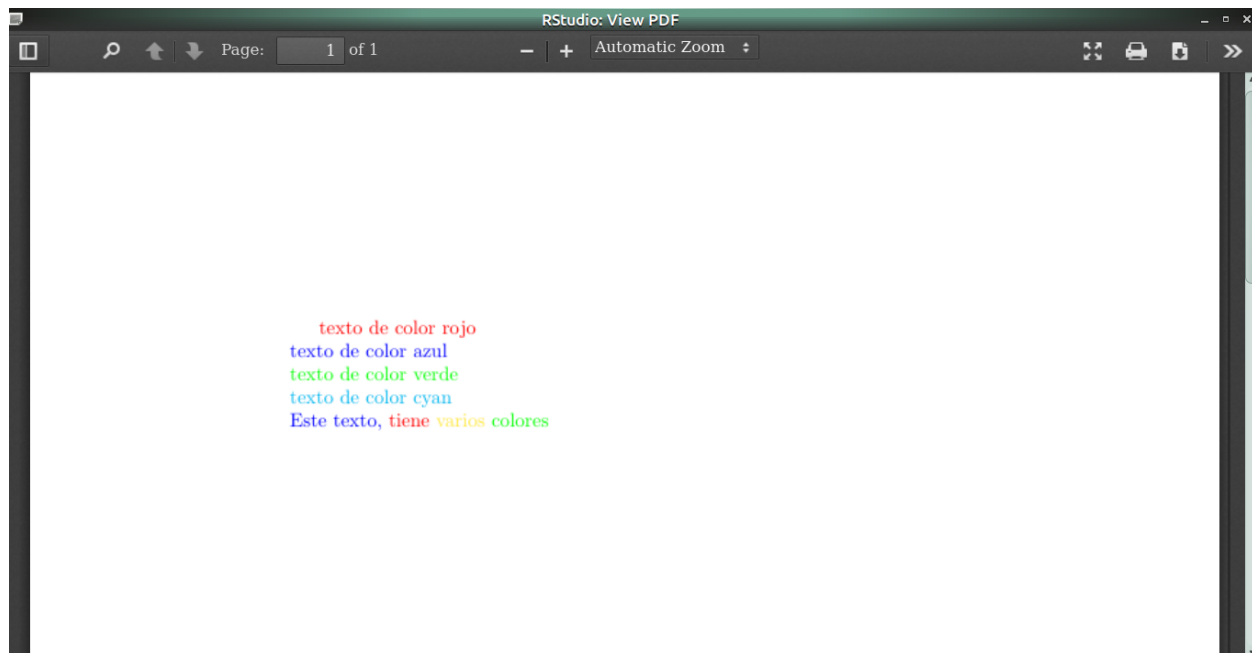 RStudio: View PDF
Page: 1 of 1 Automatic Zoom
texto de color rojo
texto de color azul
texto de color verde
texto de color cyan
Este texto, tiene varios colores